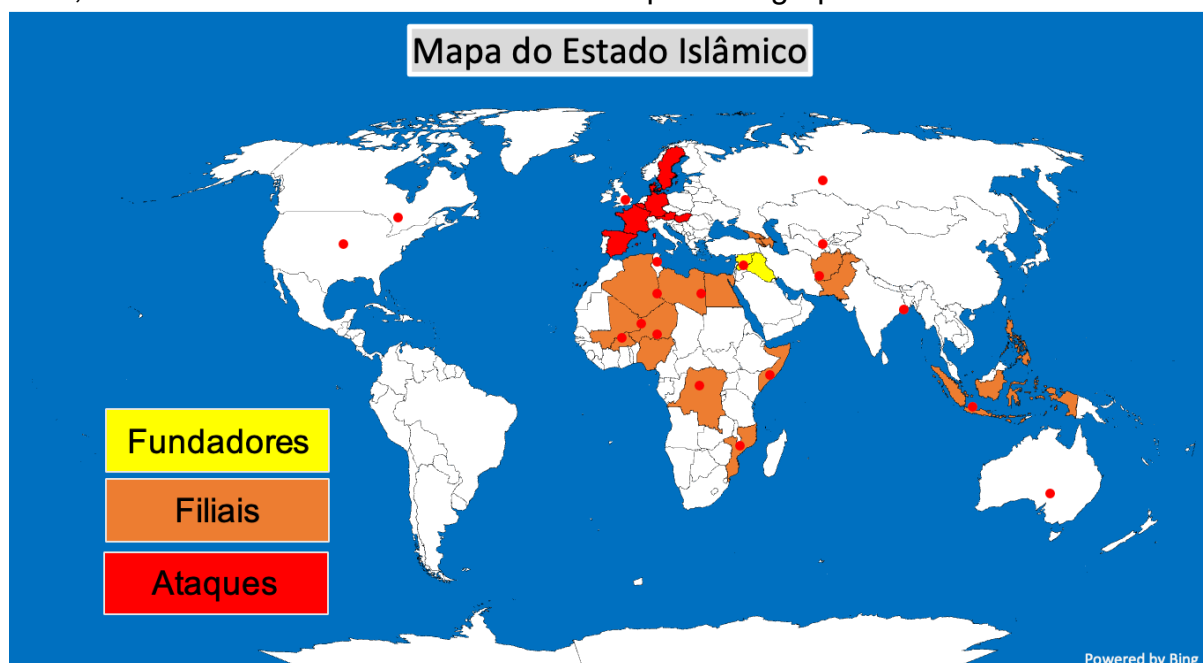 Mapa do Estado Islâmico
Fundadores
Filiais
Ataques
Powered by Bing